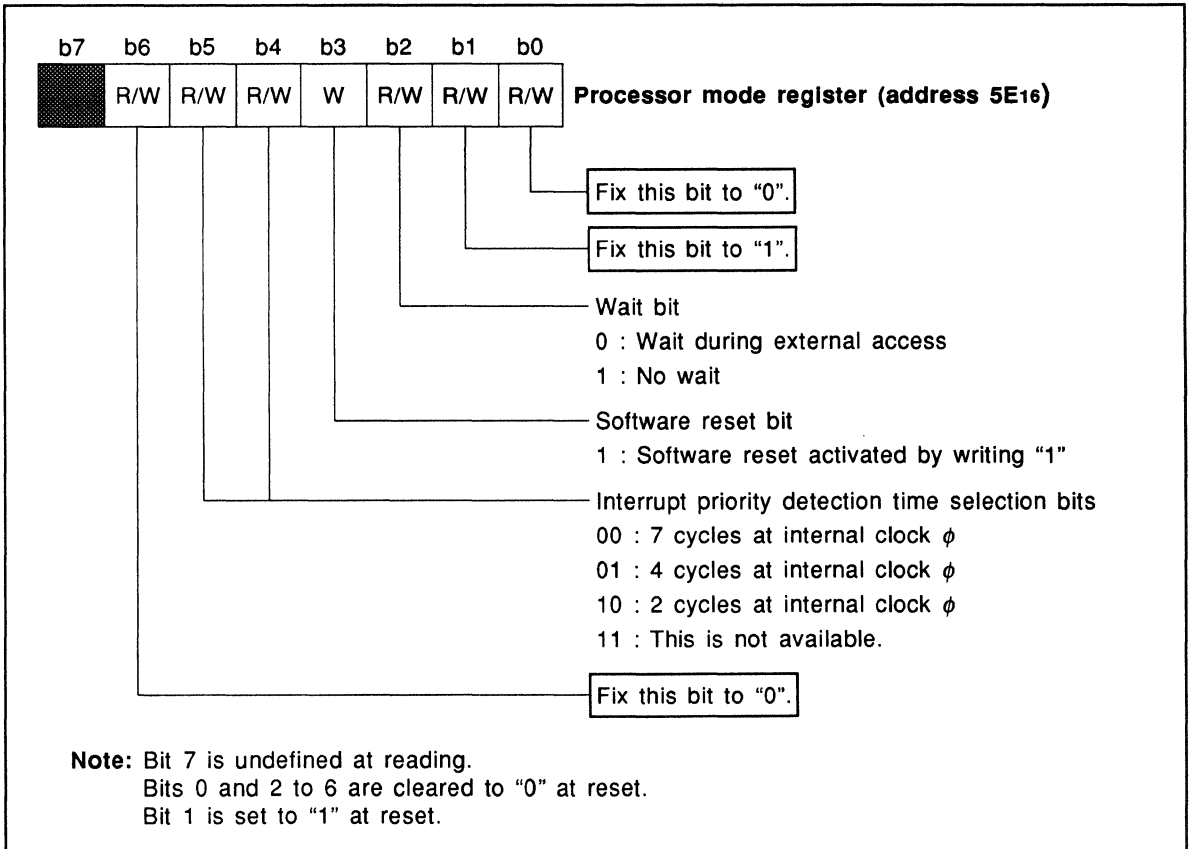 b7 b6 b5 b4 b3 b2 b1 b0
R/W R/W R/W W R/W R/W R/W Processor mode register (address 5E16)
Fix this bit to “0”.
Fix this bit to “1”.
Wait bit
0 : Wait during external access
1 : No wait
Software reset bit
1 : Software reset activated by writing “1”
Interrupt priority detection time selection bits
00 : 7 cycles at internal clock ϕ
01 : 4 cycles at internal clock ϕ
10 : 2 cycles at internal clock ϕ
11 : This is not available.
Fix this bit to “0”.
Note: Bit 7 is undefined at reading.
Bits 0 and 2 to 6 are cleared to “0” at reset.
Bit 1 is set to “1” at reset.